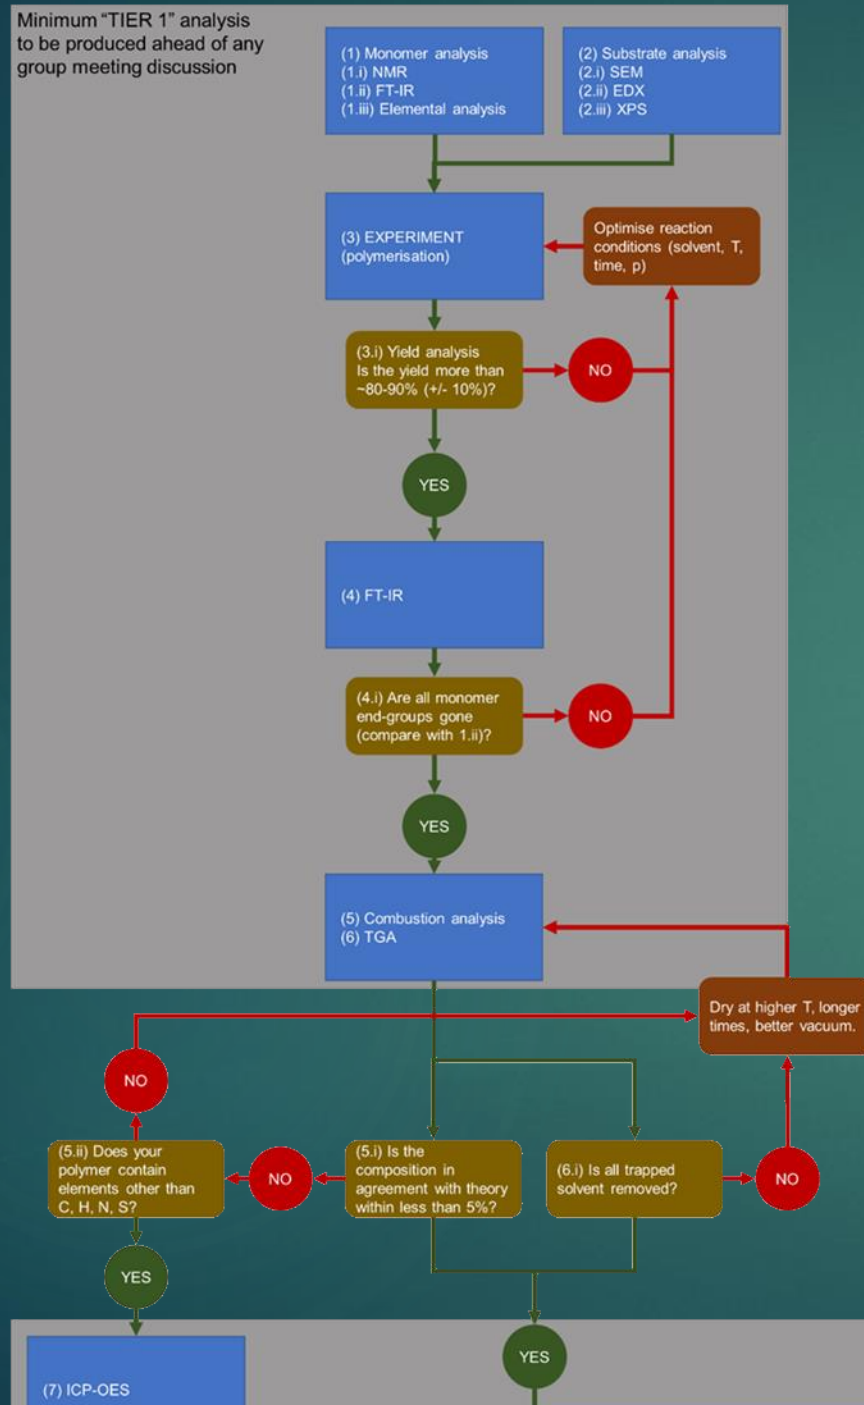 Minimum “TIER 1” analysis
to be produced ahead of any
group meeting discussion
(1) Monomer analysis
(1.i) NMR
(1.ii) FT-IR
(1.iii) Elemental analysis
(2) Substrate analysis
(2.i) SEM
(2.ii) EDX
(2.iii) XPS
(3) EXPERIMENT
(polymerisation)
Optimise reaction
conditions (solvent, T,
time, p)
(3.i) Yield analysis
Is the yield more than
~80-90% (+/- 10%)?
NO
YES
(4) FT-IR
(4.i) Are all monomer
end-groups gone
(compare with 1.ii)?
NO
YES
(5) Combustion analysis
(6) TGA
Dry at higher T, longer
times, better vacuum.
NO
(5.ii) Does your
polymer contain
elements other than
C, H, N, S?
NO
(5.i) Is the
composition in
agreement with theory
within less than 5%?
(6.i) Is all trapped
solvent removed?
NO
YES
YES
(7) ICP-OES